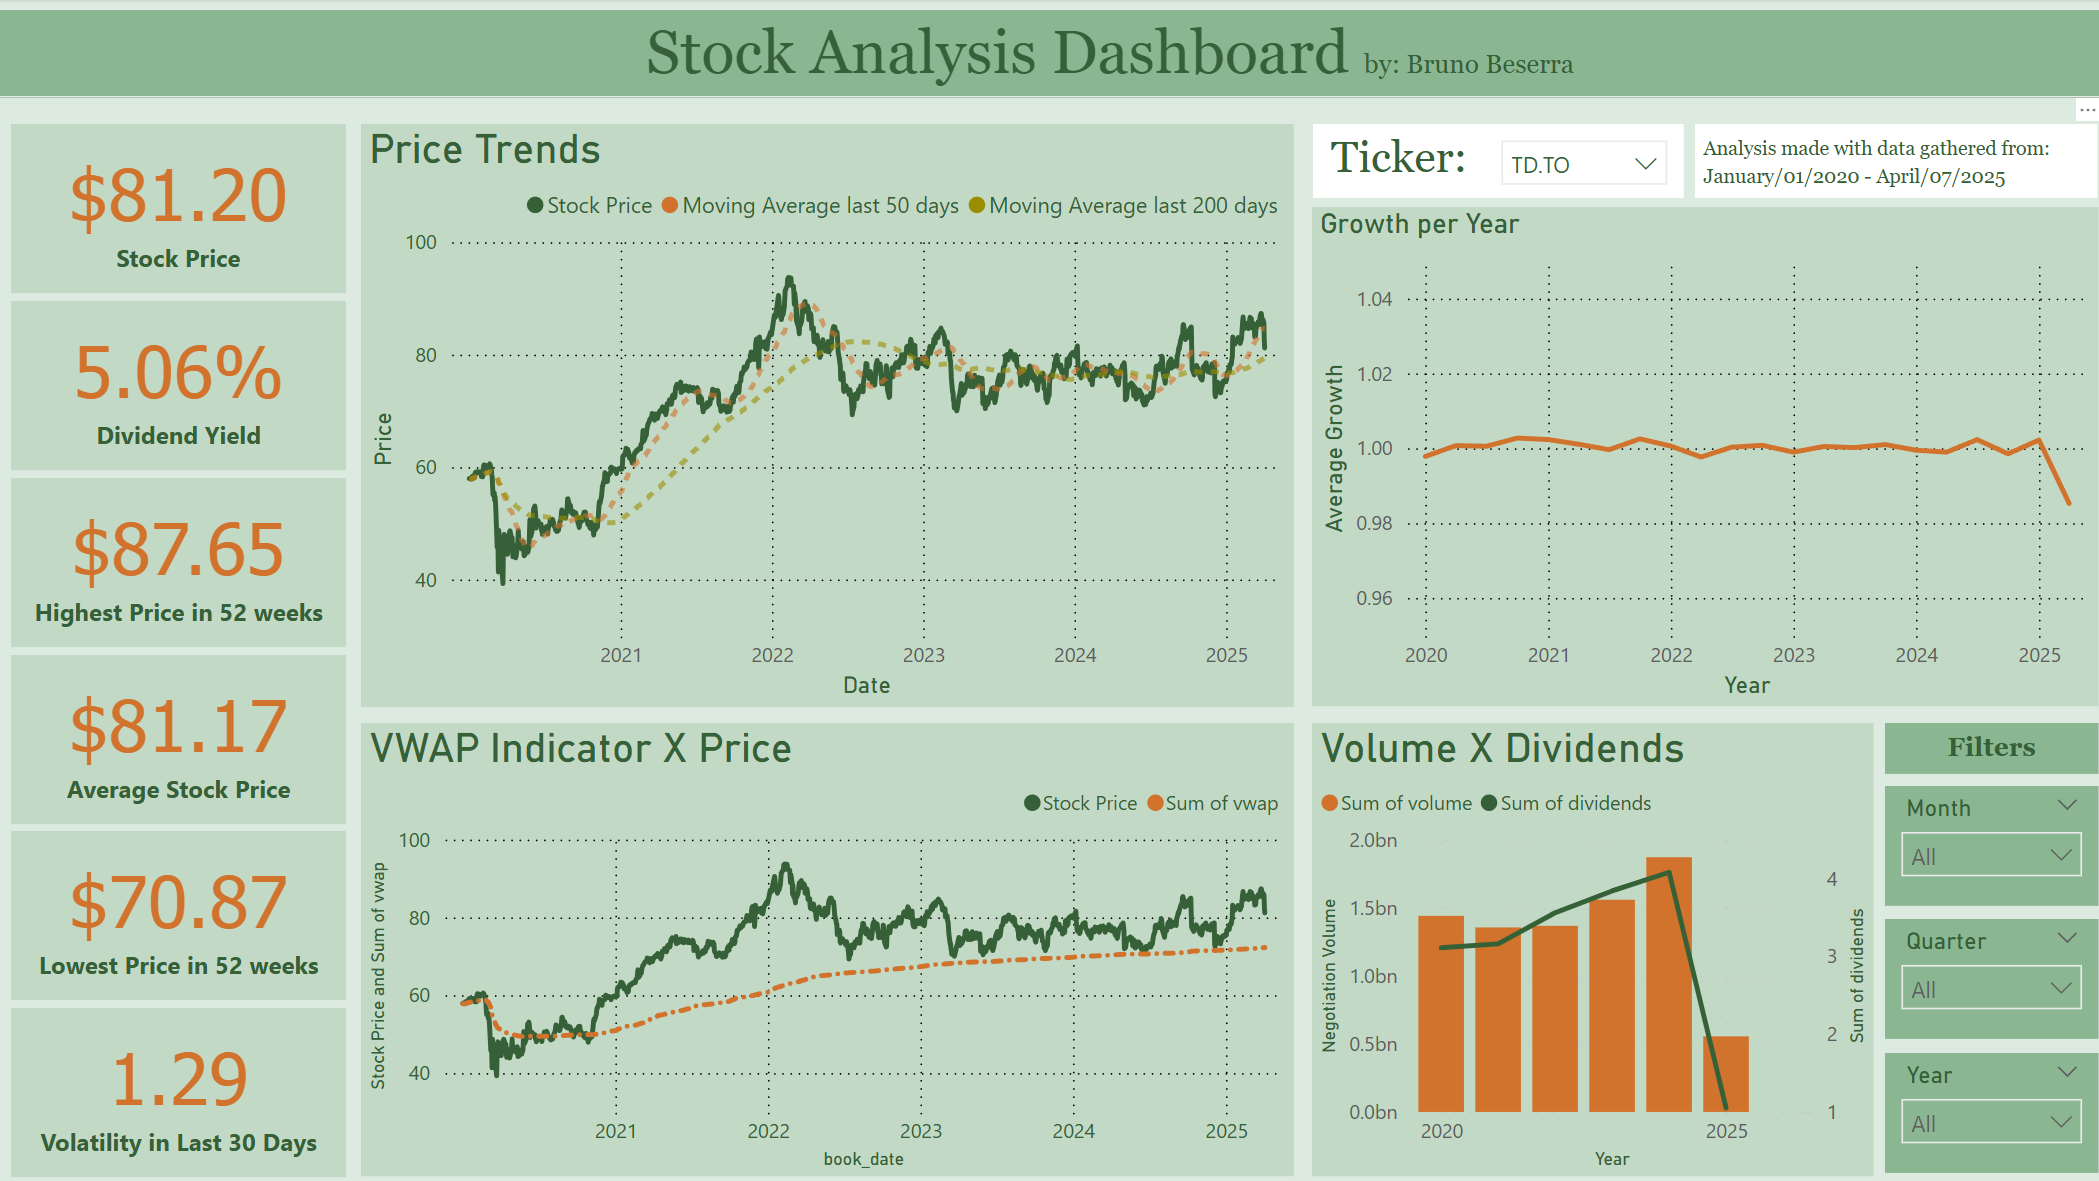 Stock Analysis Dashboard by: Bruno Beserra
...
$81.20
Stock Price
5.06%
Dividend Yield
$87.65
Highest Price in 52 weeks
$81.17
Average Stock Price
$70.87
Lowest Price in 52 weeks
1.29
Volatility in Last 30 Days
Price Trends
Stock Price Moving Average last 50 days Moving Average last 200 days
100
80
60
40
Price
2021 2022 2023 2024 2025
Date
Ticker:
TD.TO
Analysis made with data gathered from:
January/01/2020 - April/07/2025
Growth per Year
1.04
1.02
1.00
0.98
0.96
Average Growth
2020 2021 2022 2023 2024 2025
Year
VWAP Indicator X Price
Stock Price Sum of vwap
100
80
60
40
Stock Price and Sum of vwap
2021 2022 2023 2024 2025
book_date
Volume X Dividends
Sum of volume Sum of dividends
2.0bn
1.5bn
1.0bn
0.5bn
0.0bn
Negotiation Volume
4
3
2
1
Sum of dividends
2020 2025
Year
Filters
Month
All
Quarter
All
Year
All